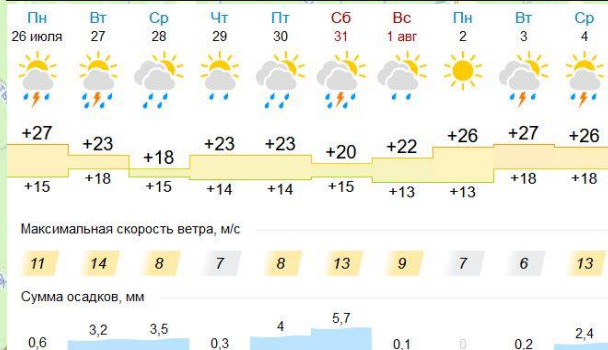 Пн Вт Ср Чт Пт Сб Вс Пн Вт Ср
26 июля 27 28 29 30 31 1 авг 2 3 4
+27 +23 +18 +23 +23 +20 +22 +26 +27 +26
+15 +18 +15 +14 +14 +15 +13 +13 +18 +18
Максимальная скорость ветра, м/с
11 14 8 7 8 13 9 7 6 13
Сумма осадков, мм
0,6 3,2 3,5 0,3 4 5,7 0,1 0 0,2 2,4